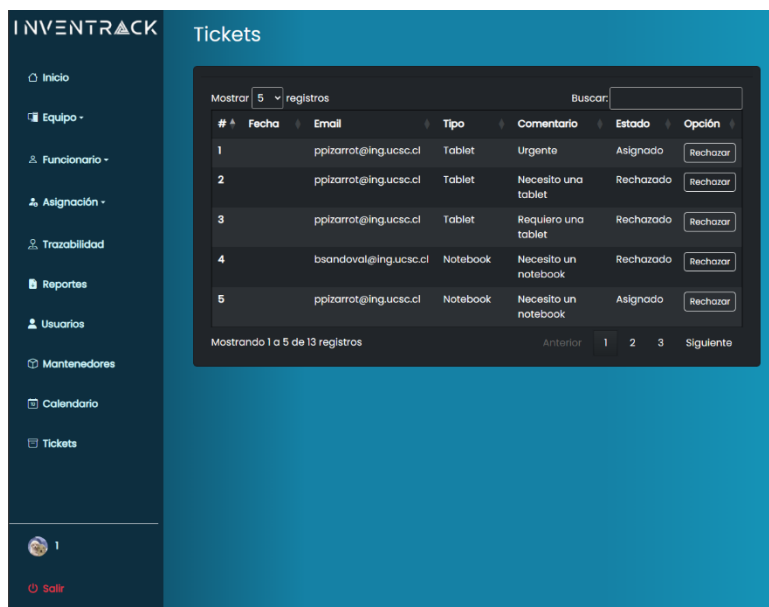 INVENTRACK
Tickets
Inicio
Equipo
Funcionario
Asignación
Trazabilidad
Reportes
Usuarios
Mantenedores
Calendario
Tickets
1
Salir
Mostrar 5 registros Buscar:
# Fecha Email Tipo Comentario Estado Opción
1 ppizarrot@ing.ucsc.cl Tablet Urgente Asignado Rechazar
2 ppizarrot@ing.ucsc.cl Tablet Necesito una Rechazado Rechazar
tablet
3 ppizarrot@ing.ucsc.cl Tablet Requiero una Rechazado Rechazar
tablet
4 bsandoval@ing.ucsc.cl Notebook Necesito un Rechazado Rechazar
notebook
5 ppizarrot@ing.ucsc.cl Notebook Necesito un Asignado Rechazar
notebook
Mostrando 1 a 5 de 13 registros Anterior 1 2 3 Siguiente